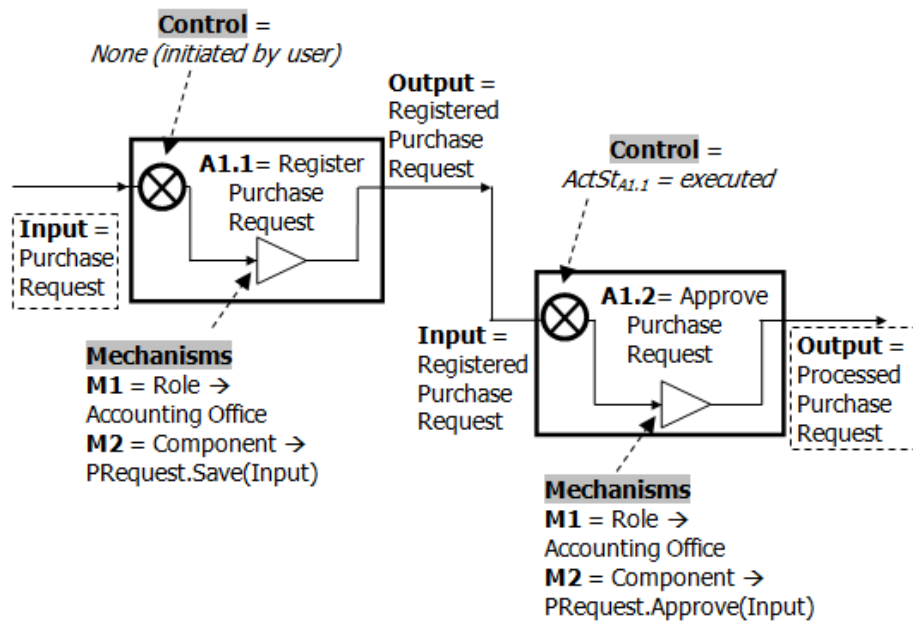 Control =
None (initiated by user)
Output =
Registered
Purchase
Request
A1.1= Register
Purchase
Request
Input =
Purchase
Request
Mechanisms
M1 = Role →
Accounting Office
M2 = Component →
PRequest.Save(Input)
Control =
ActStA1.1 = executed
Input =
Registered
Purchase
Request
A1.2= Approve
Purchase
Request
Output =
Processed
Purchase
Request
Mechanisms
M1 = Role →
Accounting Office
M2 = Component →
PRequest.Approve(Input)